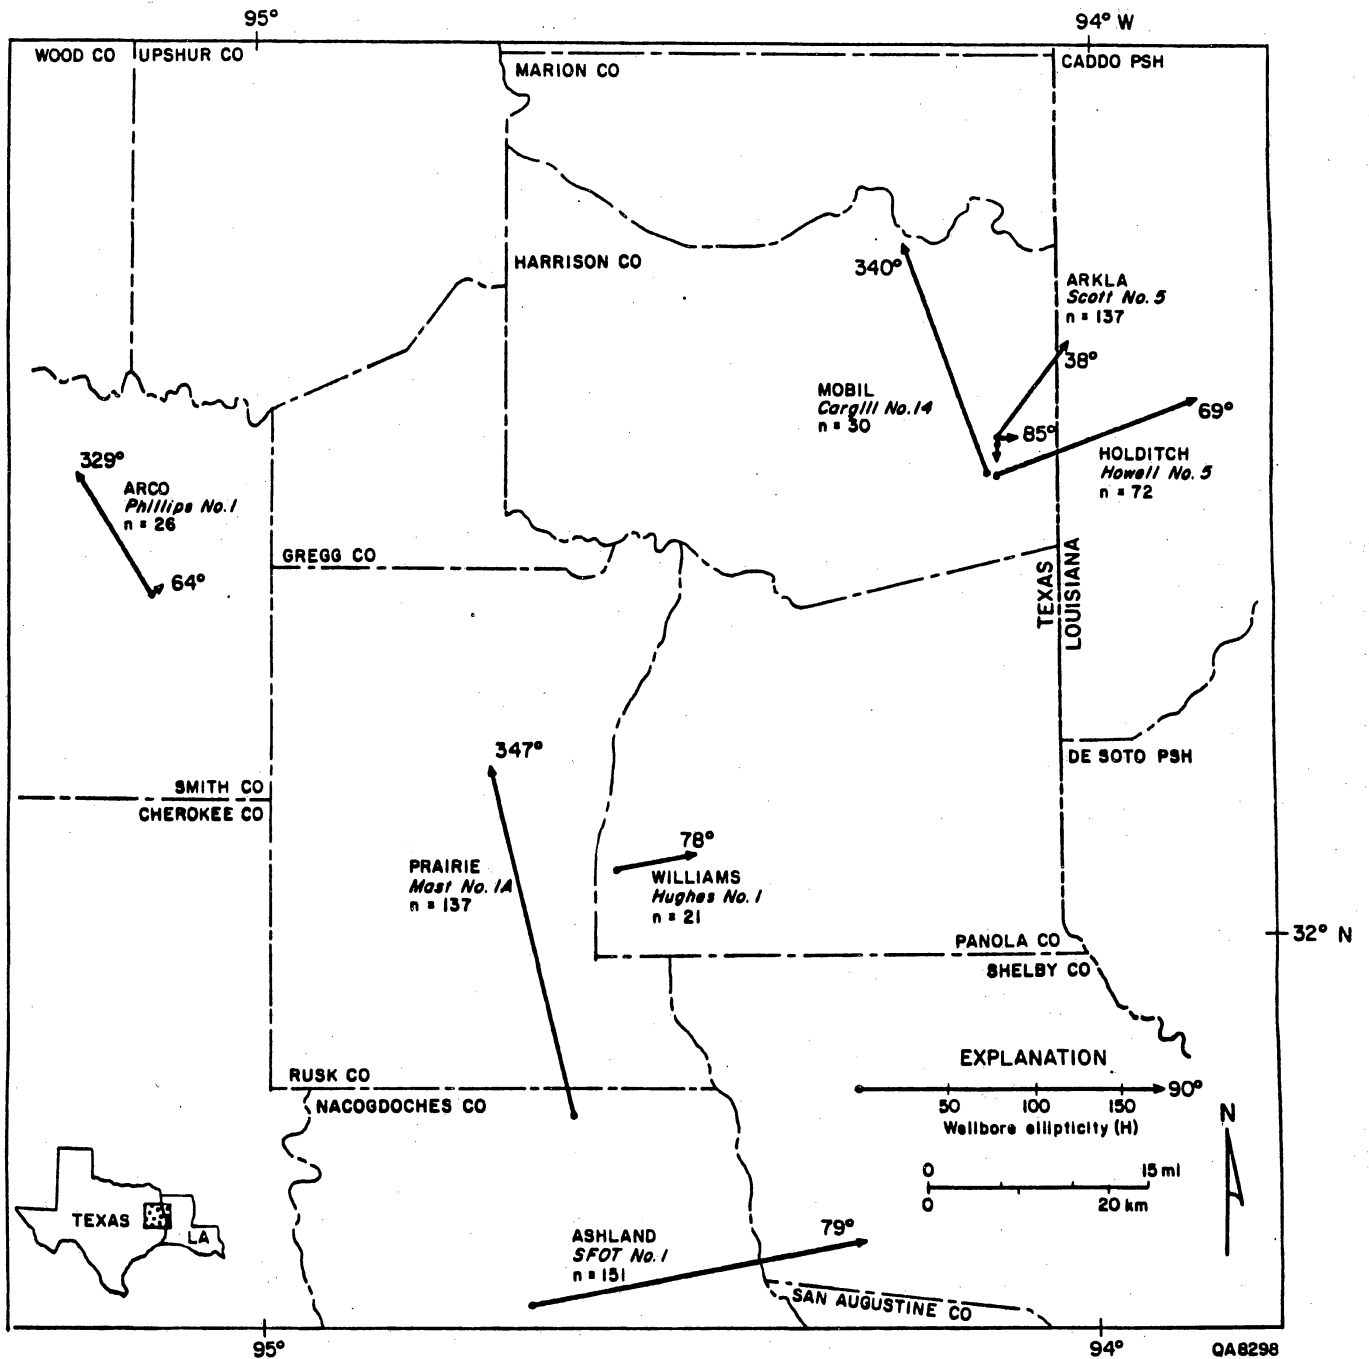 95°
94° W
WOOD CO
UPSHUR CO
MARION CO
CADDO PSH
HARRISON CO
340°
ARKLA
Scott No. 5
n = 137
38°
MOBIL
Cargill No. 14
n = 30
85°
69°
HOLDITCH
Howell No. 5
n = 72
329°
ARCO
Phillips No. 1
n = 26
64°
GREGG CO
TEXAS
LOUISIANA
347°
DE SOTO PSH
SMITH CO
CHEROKEE CO
78°
PRAIRIE
Mast No. 1A
n = 137
WILLIAMS
Hughes No. 1
n = 21
32° N
PANOLA CO
SHELBY CO
EXPLANATION
90°
50 100 150
Wellbore ellipticity (H)
RUSK CO
NACOGDOCHES CO
N
0 15 mi
0 20 km
TEXAS
LA
ASHLAND
SFOT No. 1
n = 151
79°
SAN AUGUSTINE CO
95°
94°
QA8298